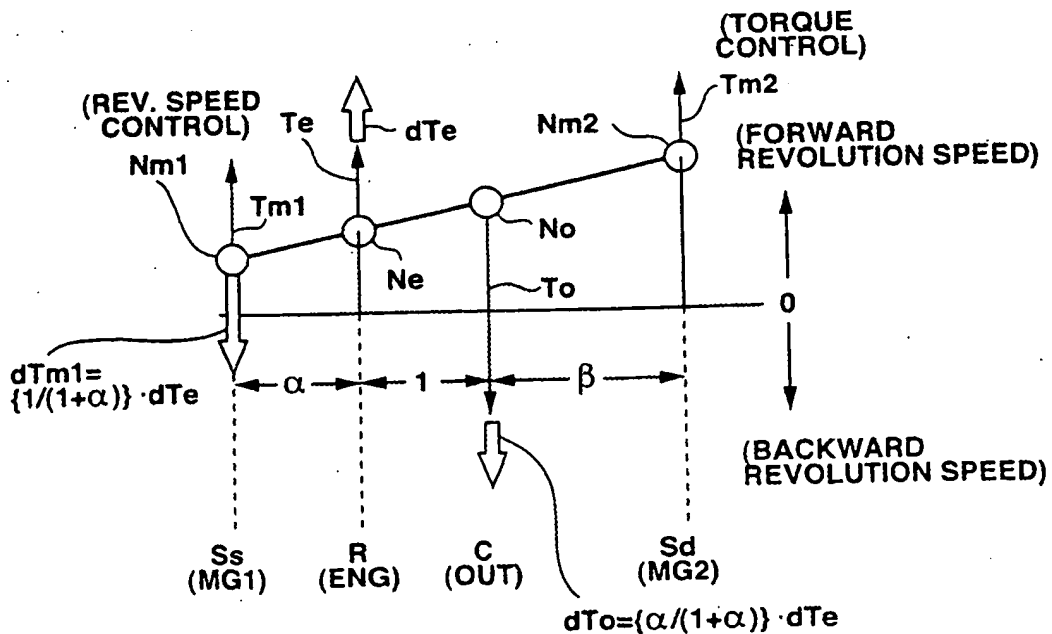 (TORQUE
CONTROL)
Tm2
(REV. SPEED
CONTROL)
Te
dTe
Nm2
(FORWARD
REVOLUTION SPEED)
Nm1
Tm1
No
Ne
To
0
dTm1=
{1/(1+α)}·dTe
α
1
β
(BACKWARD
REVOLUTION SPEED)
Ss
(MG1)
R
(ENG)
C
(OUT)
Sd
(MG2)
dTo={α/(1+α)}·dTe